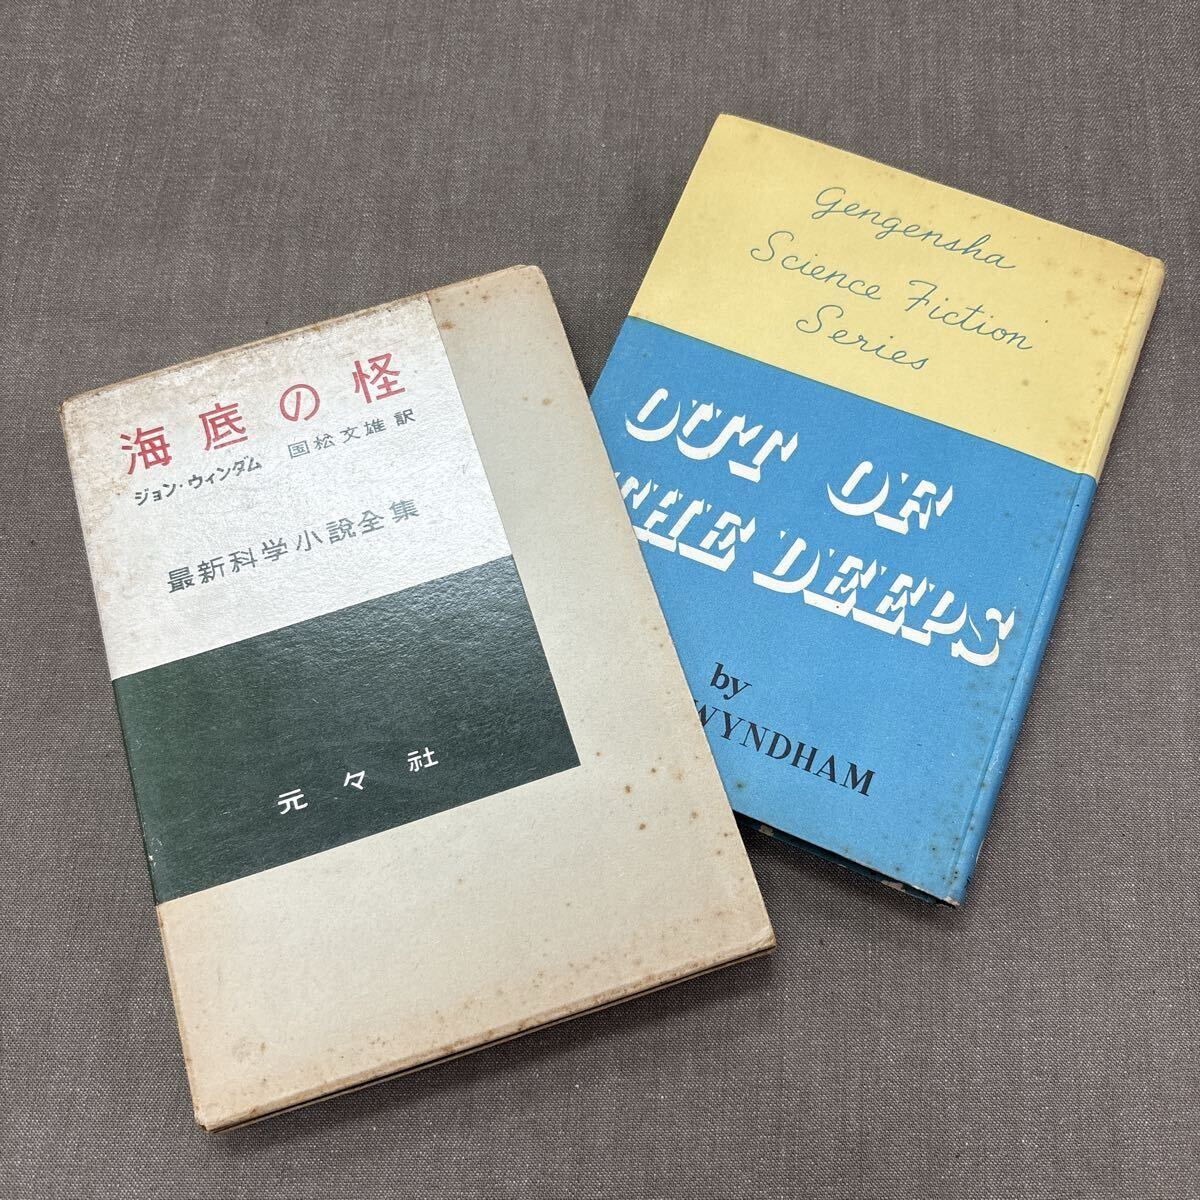 海底の怪
ジョン・ウィンダム 国松文雄訳
最新科学小説全集
元々社
Gengensha
Science Fiction
Series
OUT OF
THE DEEPS
by
WYNDHAM